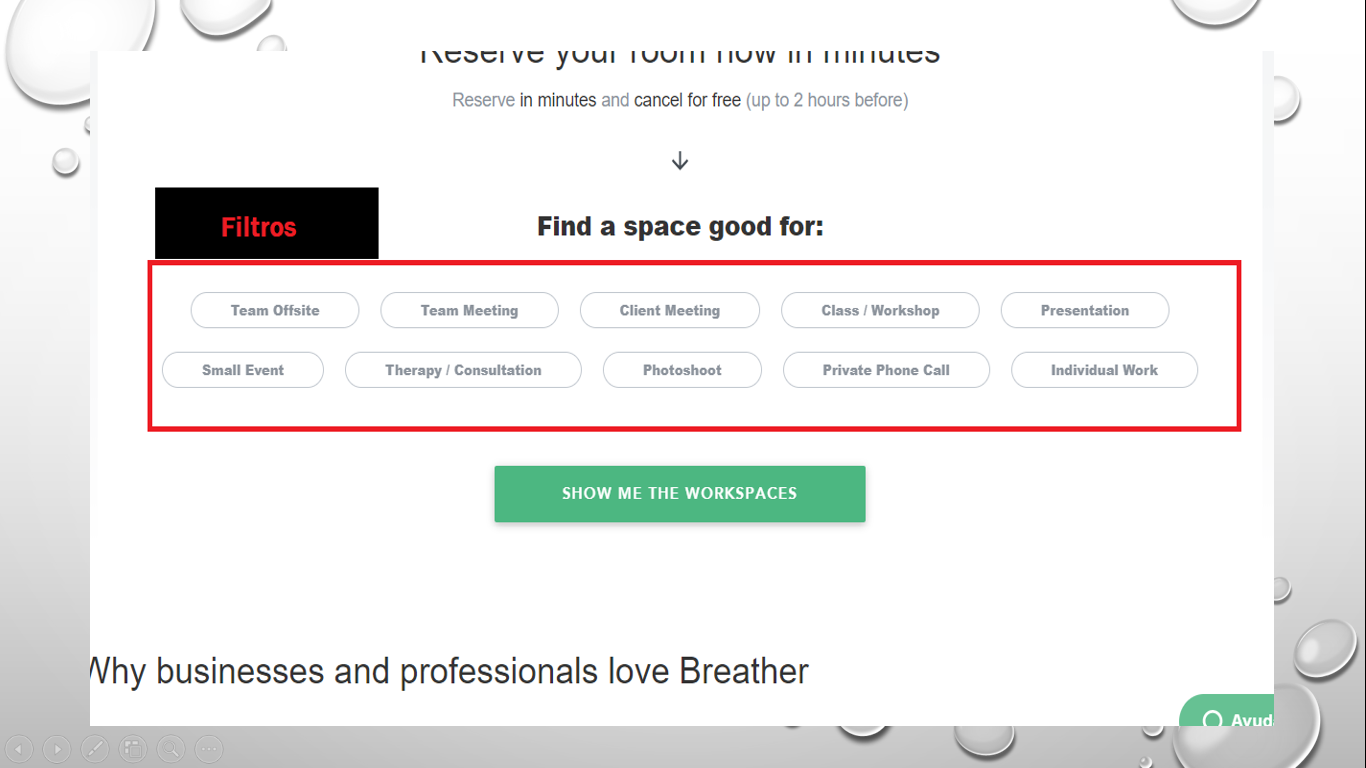 Reserve your room now in minutes
Reserve in minutes and cancel for free (up to 2 hours before)
Filtros
Find a space good for:
Team Offsite
Team Meeting
Client Meeting
Class / Workshop
Presentation
Small Event
Therapy / Consultation
Photoshoot
Private Phone Call
Individual Work
SHOW ME THE WORKSPACES
Why businesses and professionals love Breather
Ayud